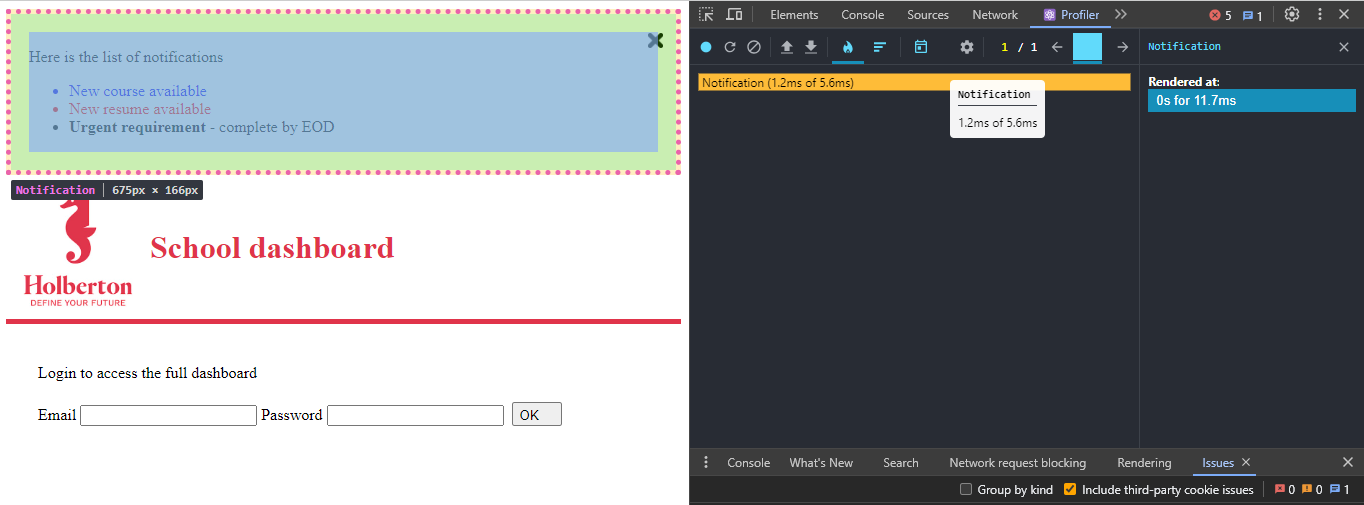 Here is the list of notifications
New course available
New resume available
Urgent requirement - complete by EOD
Notification 675px × 166px
School dashboard
Holberton
DEFINE YOUR FUTURE
Login to access the full dashboard
Email Password OK
Elements Console Sources Network Profiler 5 1
1 / 1 Notification
Notification (1.2ms of 5.6ms)
Notification
1.2ms of 5.6ms
Rendered at:
0s for 11.7ms
Console What's New Search Network request blocking Rendering Issues
Group by kind Include third-party cookie issues 0 0 1